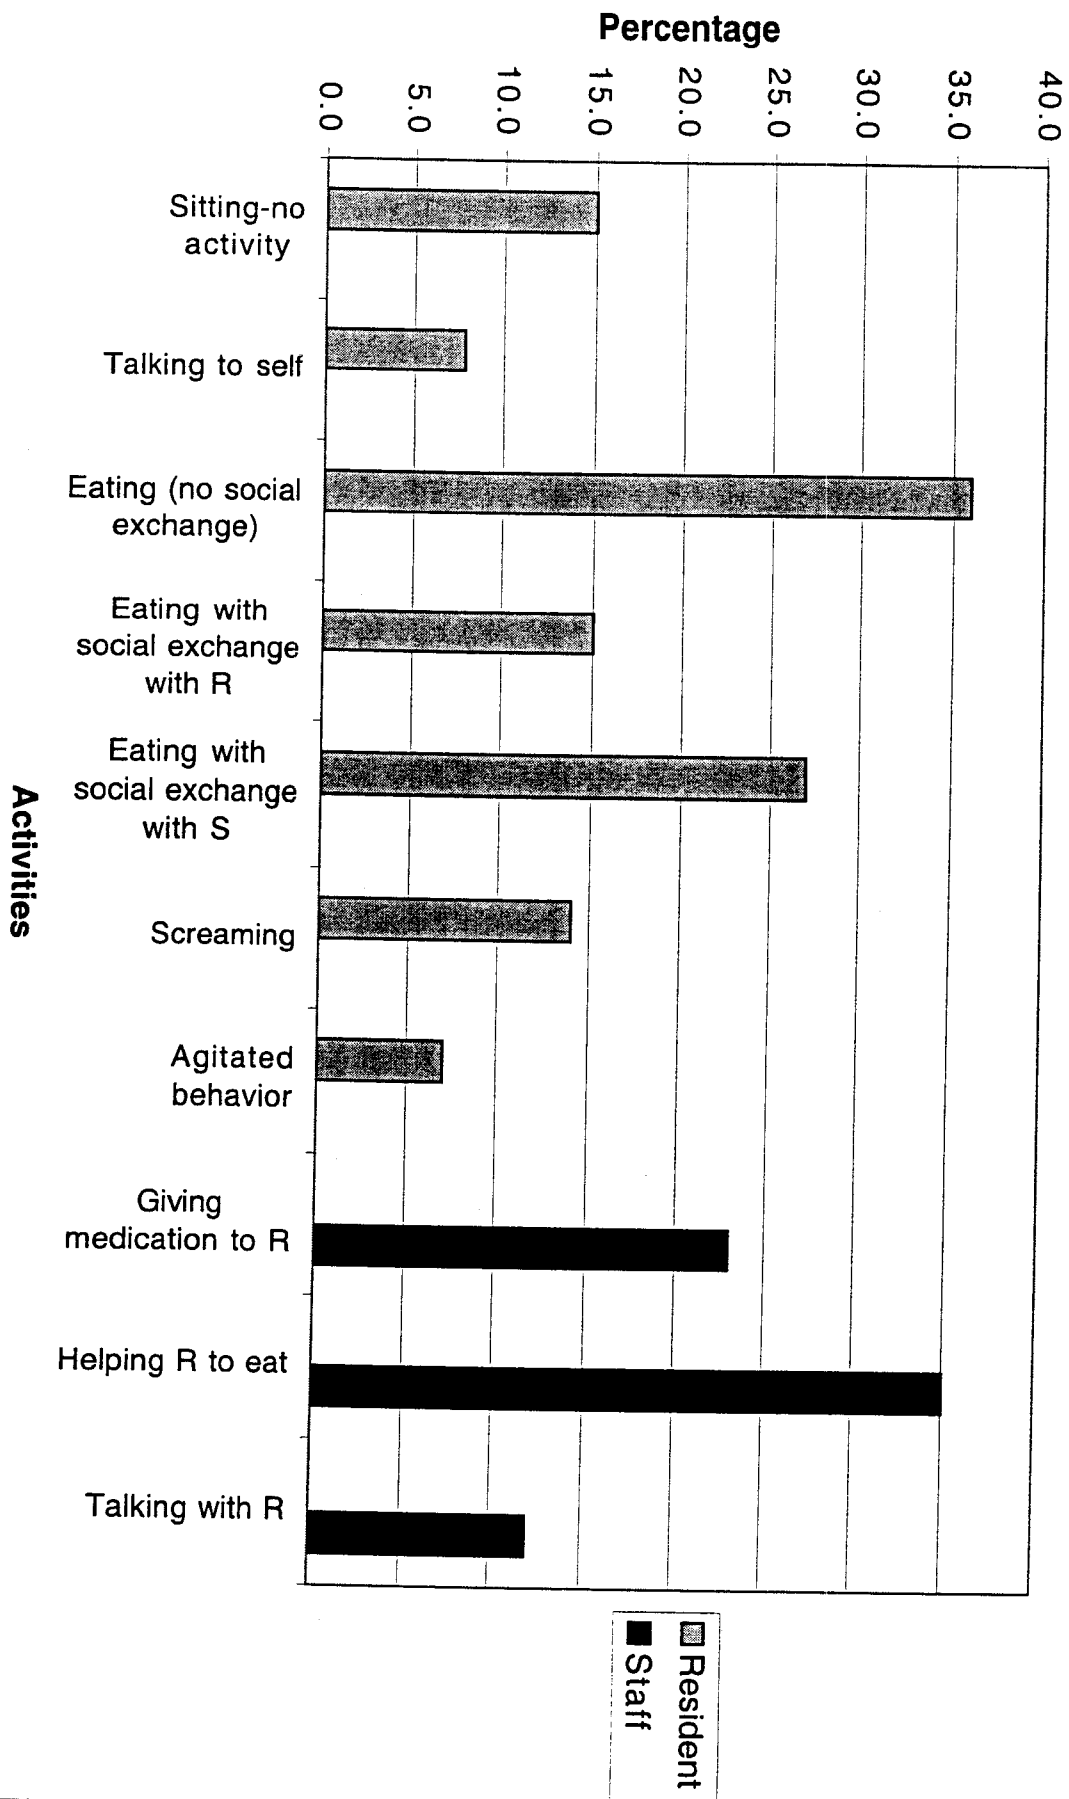 Percentage
40.0
35.0
30.0
25.0
20.0
15.0
10.0
5.0
0.0
Sitting-no
activity
Talking to self
Eating (no social
exchange)
Eating with
social exchange
with R
Eating with
social exchange
with S
Screaming
Agitated
behavior
Giving
medication to R
Helping R to eat
Talking with R
Activities
Resident
Staff